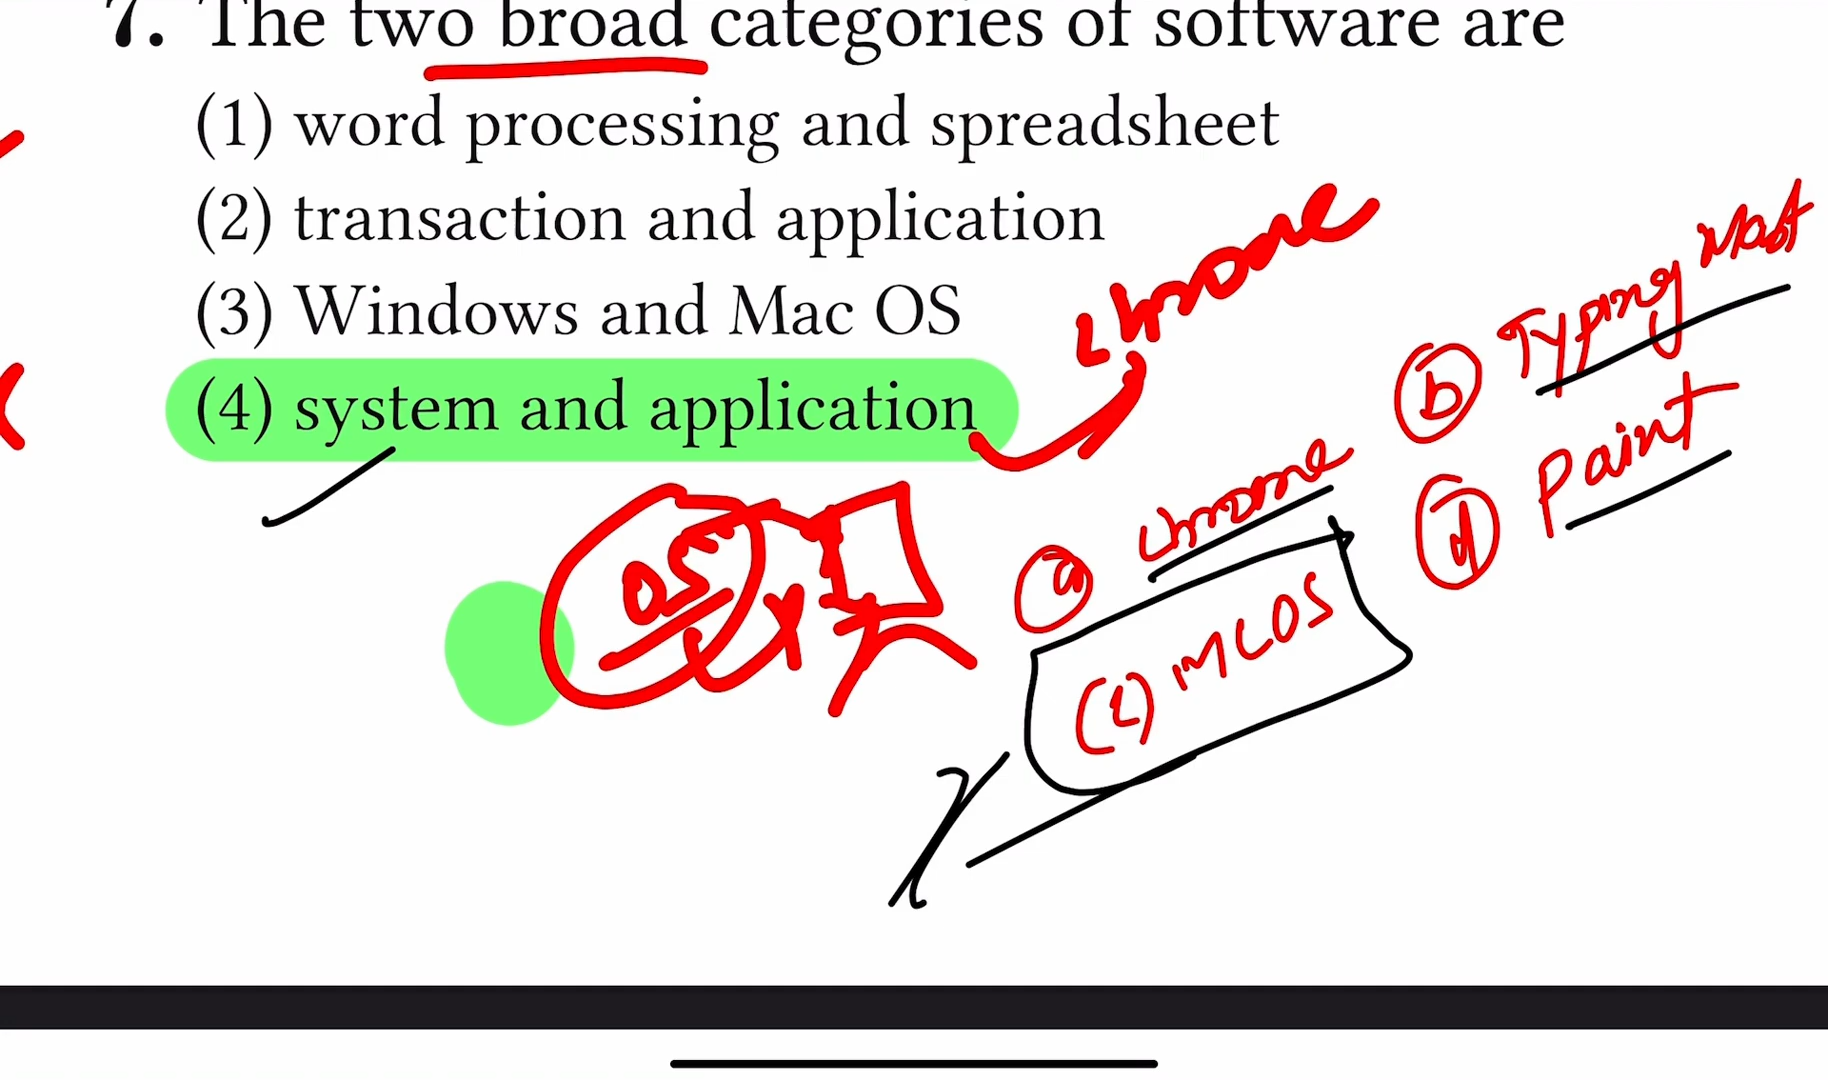 7. The two broad categories of software are
(1) word processing and spreadsheet
(2) transaction and application
(3) Windows and Mac OS
(4) system and application
chrome
OS
(a) chrome
(b) Typing Mast
(c) MCOS
(d) Paint